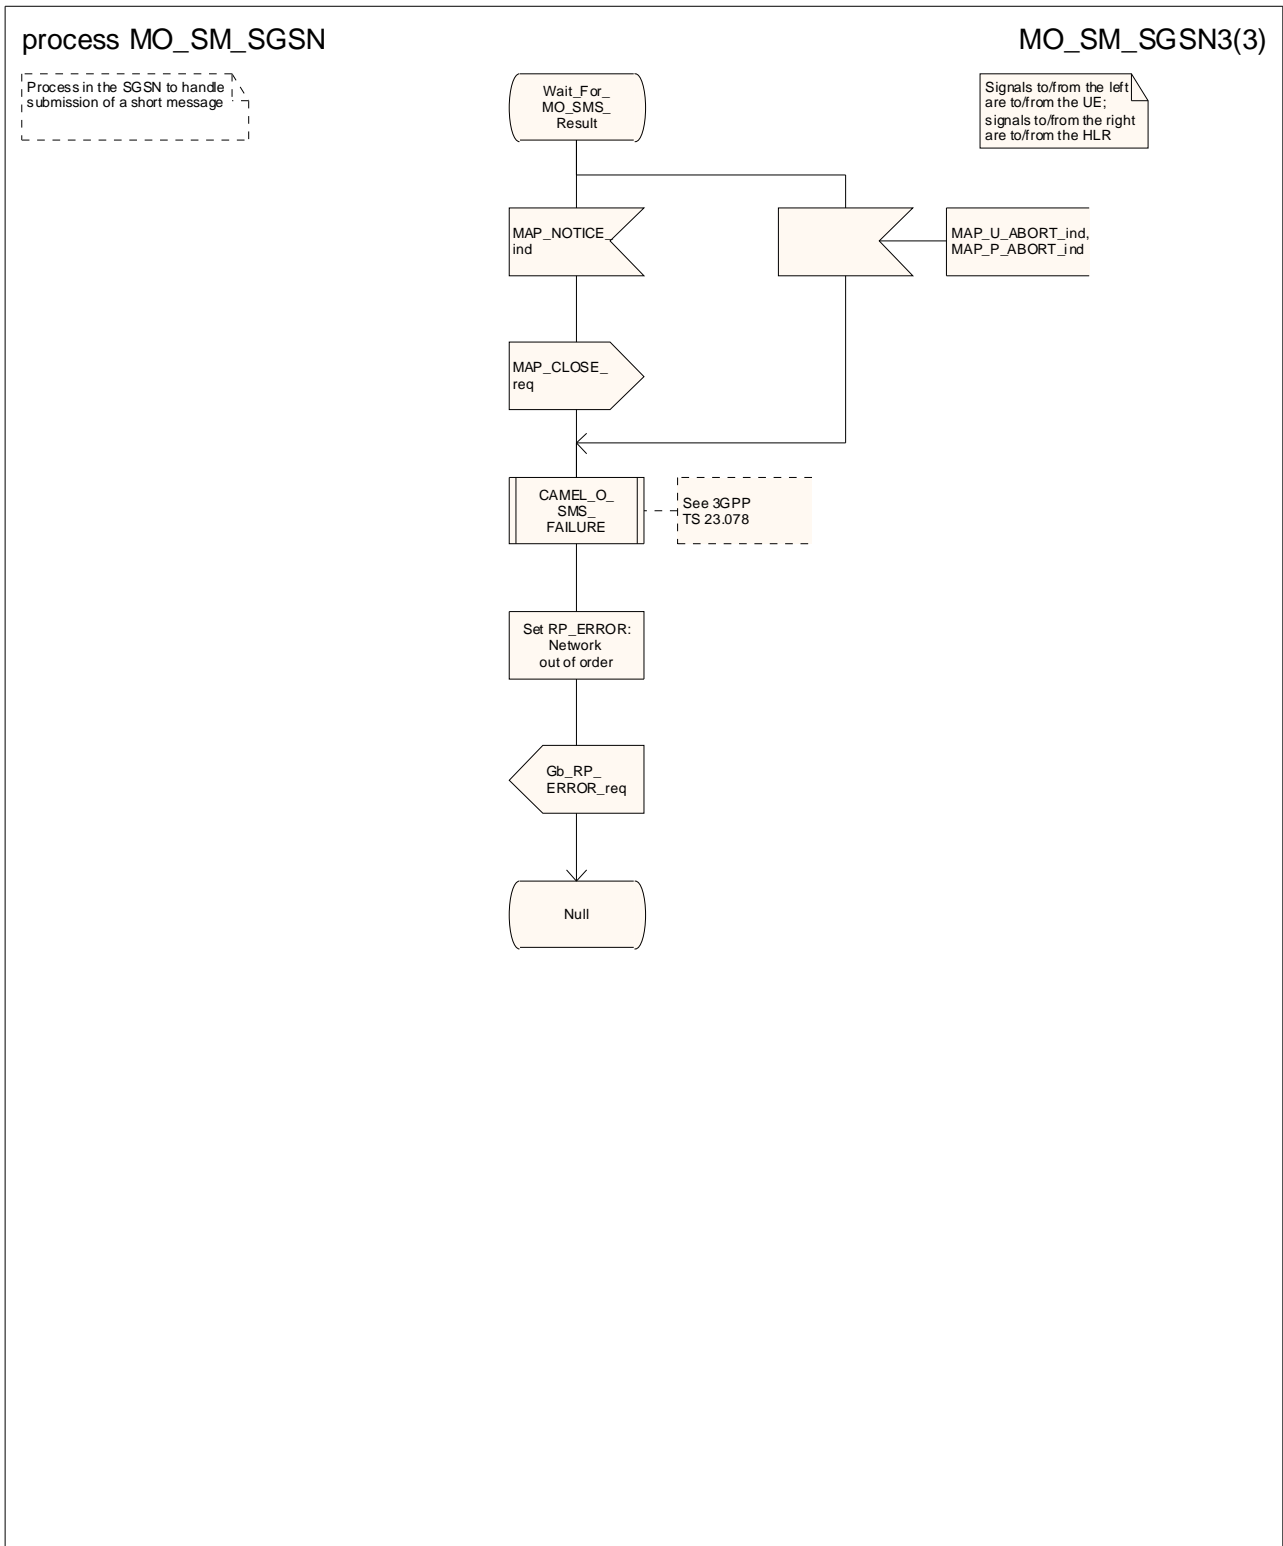 process MO_SM_SGSN
MO_SM_SGSN3(3)
Process in the SGSN to handle
submission of a short message
Wait_For_
MO_SMS_
Result
Signals to/from the left
are to/from the UE;
signals to/from the right
are to/from the HLR
MAP_NOTICE_
ind
MAP_U_ABORT_ind,
MAP_P_ABORT_ind
MAP_CLOSE_
req
CAMEL_O_
SMS_
FAILURE
See 3GPP
TS 23.078
Set RP_ERROR:
Network
out of order
Gb_RP_
ERROR_req
Null